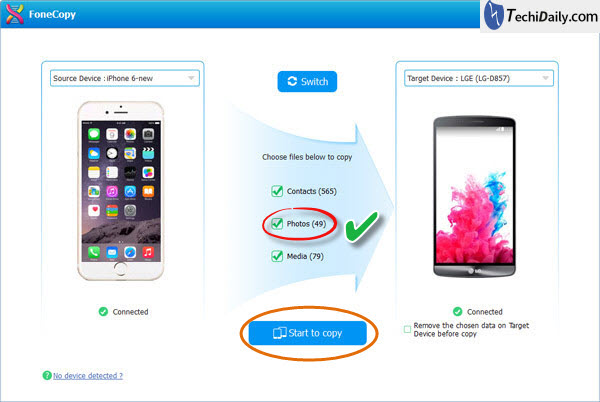 FoneCopy
TechiDaily.com
Source Device : iPhone 6-new
Switch
Target Device : LGE (LG-D857)
Choose files below to copy
Contacts (565)
Photos (49)
Media (79)
LG
Connected
Connected
Start to copy
Remove the chosen data on Target
Device before copy
? No device detected ?